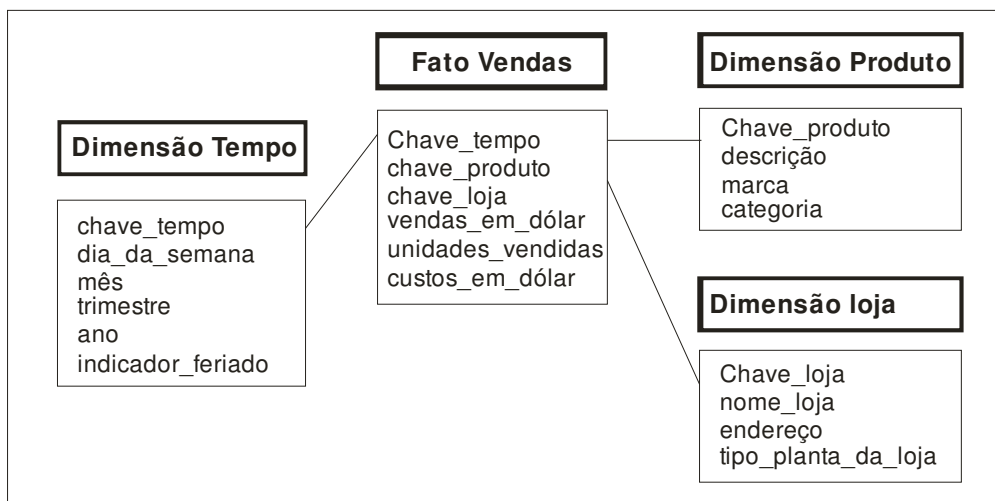 Fato Vendas
Dimensão Produto
Dimensão Tempo
Chave_tempo
chave_produto
chave_loja
vendas_em_dólar
unidades_vendidas
custos_em_dólar
Chave_produto
descrição
marca
categoria
chave_tempo
dia_da_semana
mês
trimestre
ano
indicador_feriado
Dimensão loja
Chave_loja
nome_loja
endereço
tipo_planta_da_loja